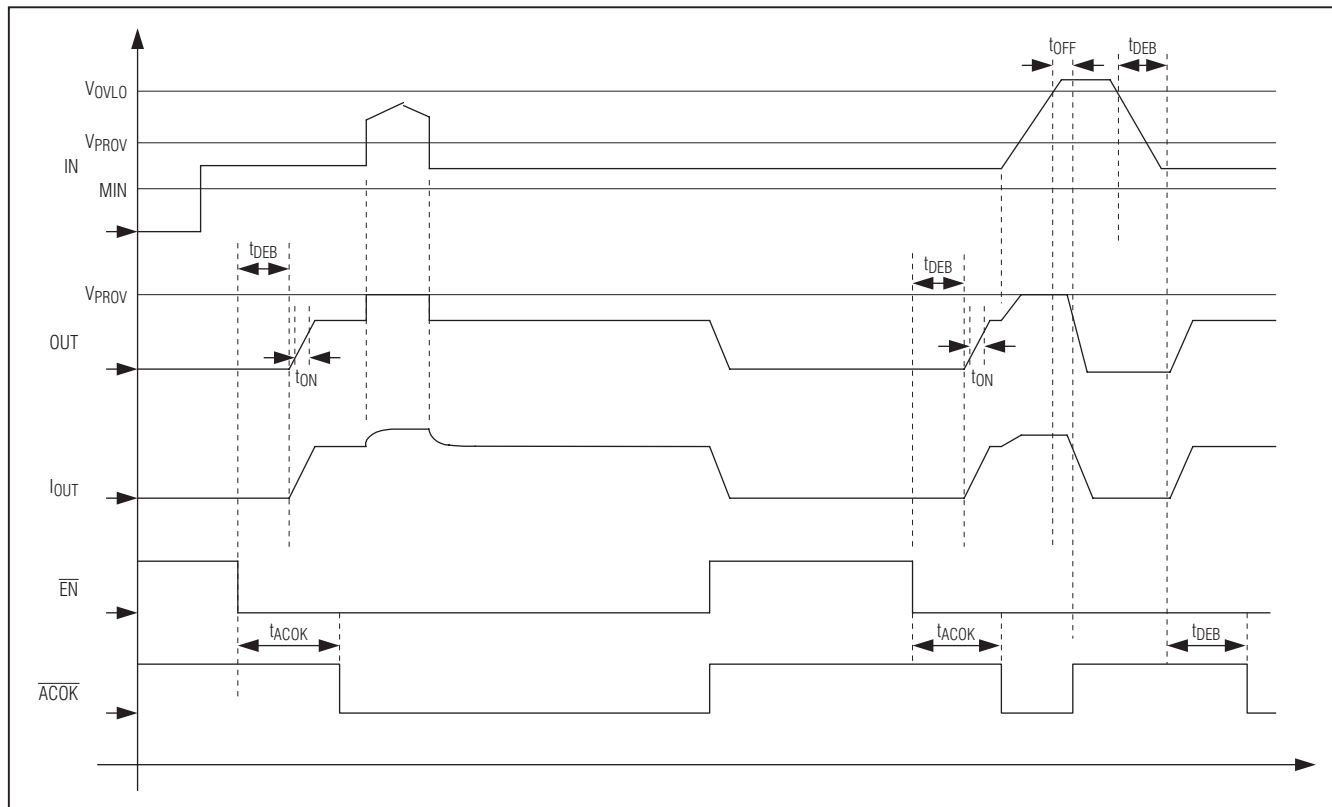 tOFF
tDEB
VOVLO
VPROV
IN
MIN
tDEB
tDEB
VPROV
OUT
tON
tON
IOUT
EN
tACOK
tACOK
tDEB
ACOK